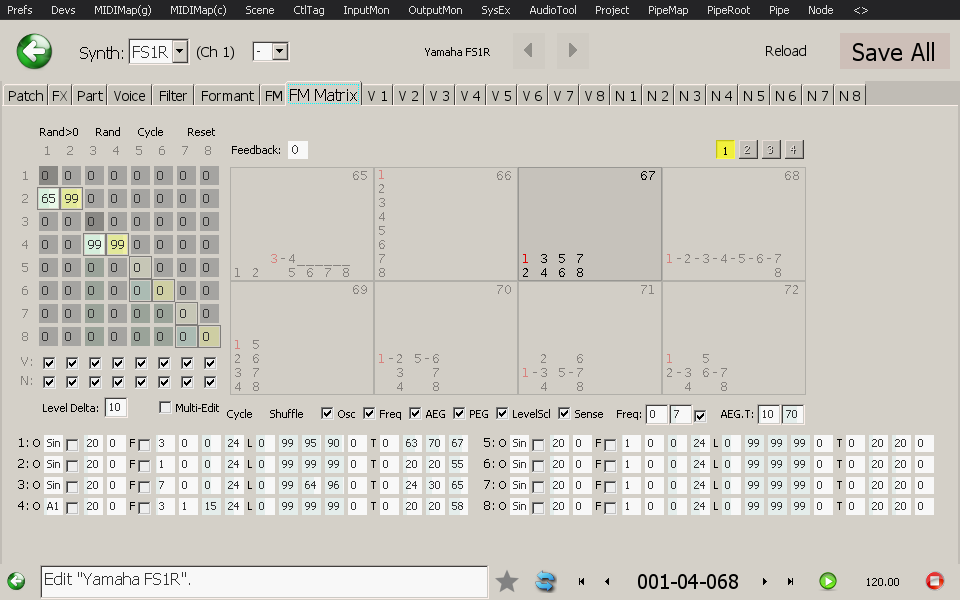 Prefs Devs MIDIMap(g) MIDIMap(c) Scene CtlTag InputMon OutputMon SysEx AudioTool Project PipeMap PipeRoot Pipe Node <>
Synth: FS1R (Ch 1) - Yamaha FS1R Reload Save All
Patch FX Part Voice Filter Formant FM FM Matrix V 1 V 2 V 3 V 4 V 5 V 6 V 7 V 8 N 1 N 2 N 3 N 4 N 5 N 6 N 7 N 8
Rand>0 Rand Cycle Reset
1 2 3 4 5 6 7 8 Feedback: 0 1 2 3 4
1 0 0 0 0 0 0 0 0
2 65 99 0 0 0 0 0 0
3 0 0 0 0 0 0 0 0
4 0 0 99 99 0 0 0 0
5 0 0 0 0 0 0 0 0
6 0 0 0 0 0 0 0 0
7 0 0 0 0 0 0 0 0
8 0 0 0 0 0 0 0 0
V:
N:
65
3-4______
1 2 5 6 7 8
66
1
2
3
4
5
6
7
8
67
1 3 5 7
2 4 6 8
68
1-2-3-4-5-6-7
8
69
1 5
2 6
3 7
4 8
70
1-2 5-6
3 7
4 8
71
2 6
1-3 5-7
4 8
72
1 5
2-3 6-7
4 8
Level Delta: 10 Multi-Edit Cycle Shuffle Osc Freq AEG PEG LevelScl Sense Freq: 0 7 AEG.T: 10 70
1: O Sin 20 0 F 3 0 0 24 L 0 99 95 90 0 T 0 63 70 67 5: O Sin 20 0 F 1 0 0 24 L 0 99 99 99 0 T 0 20 20 0
2: O Sin 20 0 F 1 0 0 24 L 0 99 99 99 0 T 0 20 20 55 6: O Sin 20 0 F 1 0 0 24 L 0 99 99 99 0 T 0 20 20 0
3: O Sin 20 0 F 7 0 0 24 L 0 99 64 96 0 T 0 24 30 65 7: O Sin 20 0 F 1 0 0 24 L 0 99 99 99 0 T 0 20 20 0
4: O A1 20 0 F 3 1 15 24 L 0 99 99 99 0 T 0 20 20 58 8: O Sin 20 0 F 1 0 0 24 L 0 99 99 99 0 T 0 20 20 0
Edit "Yamaha FS1R". 001-04-068 120.00